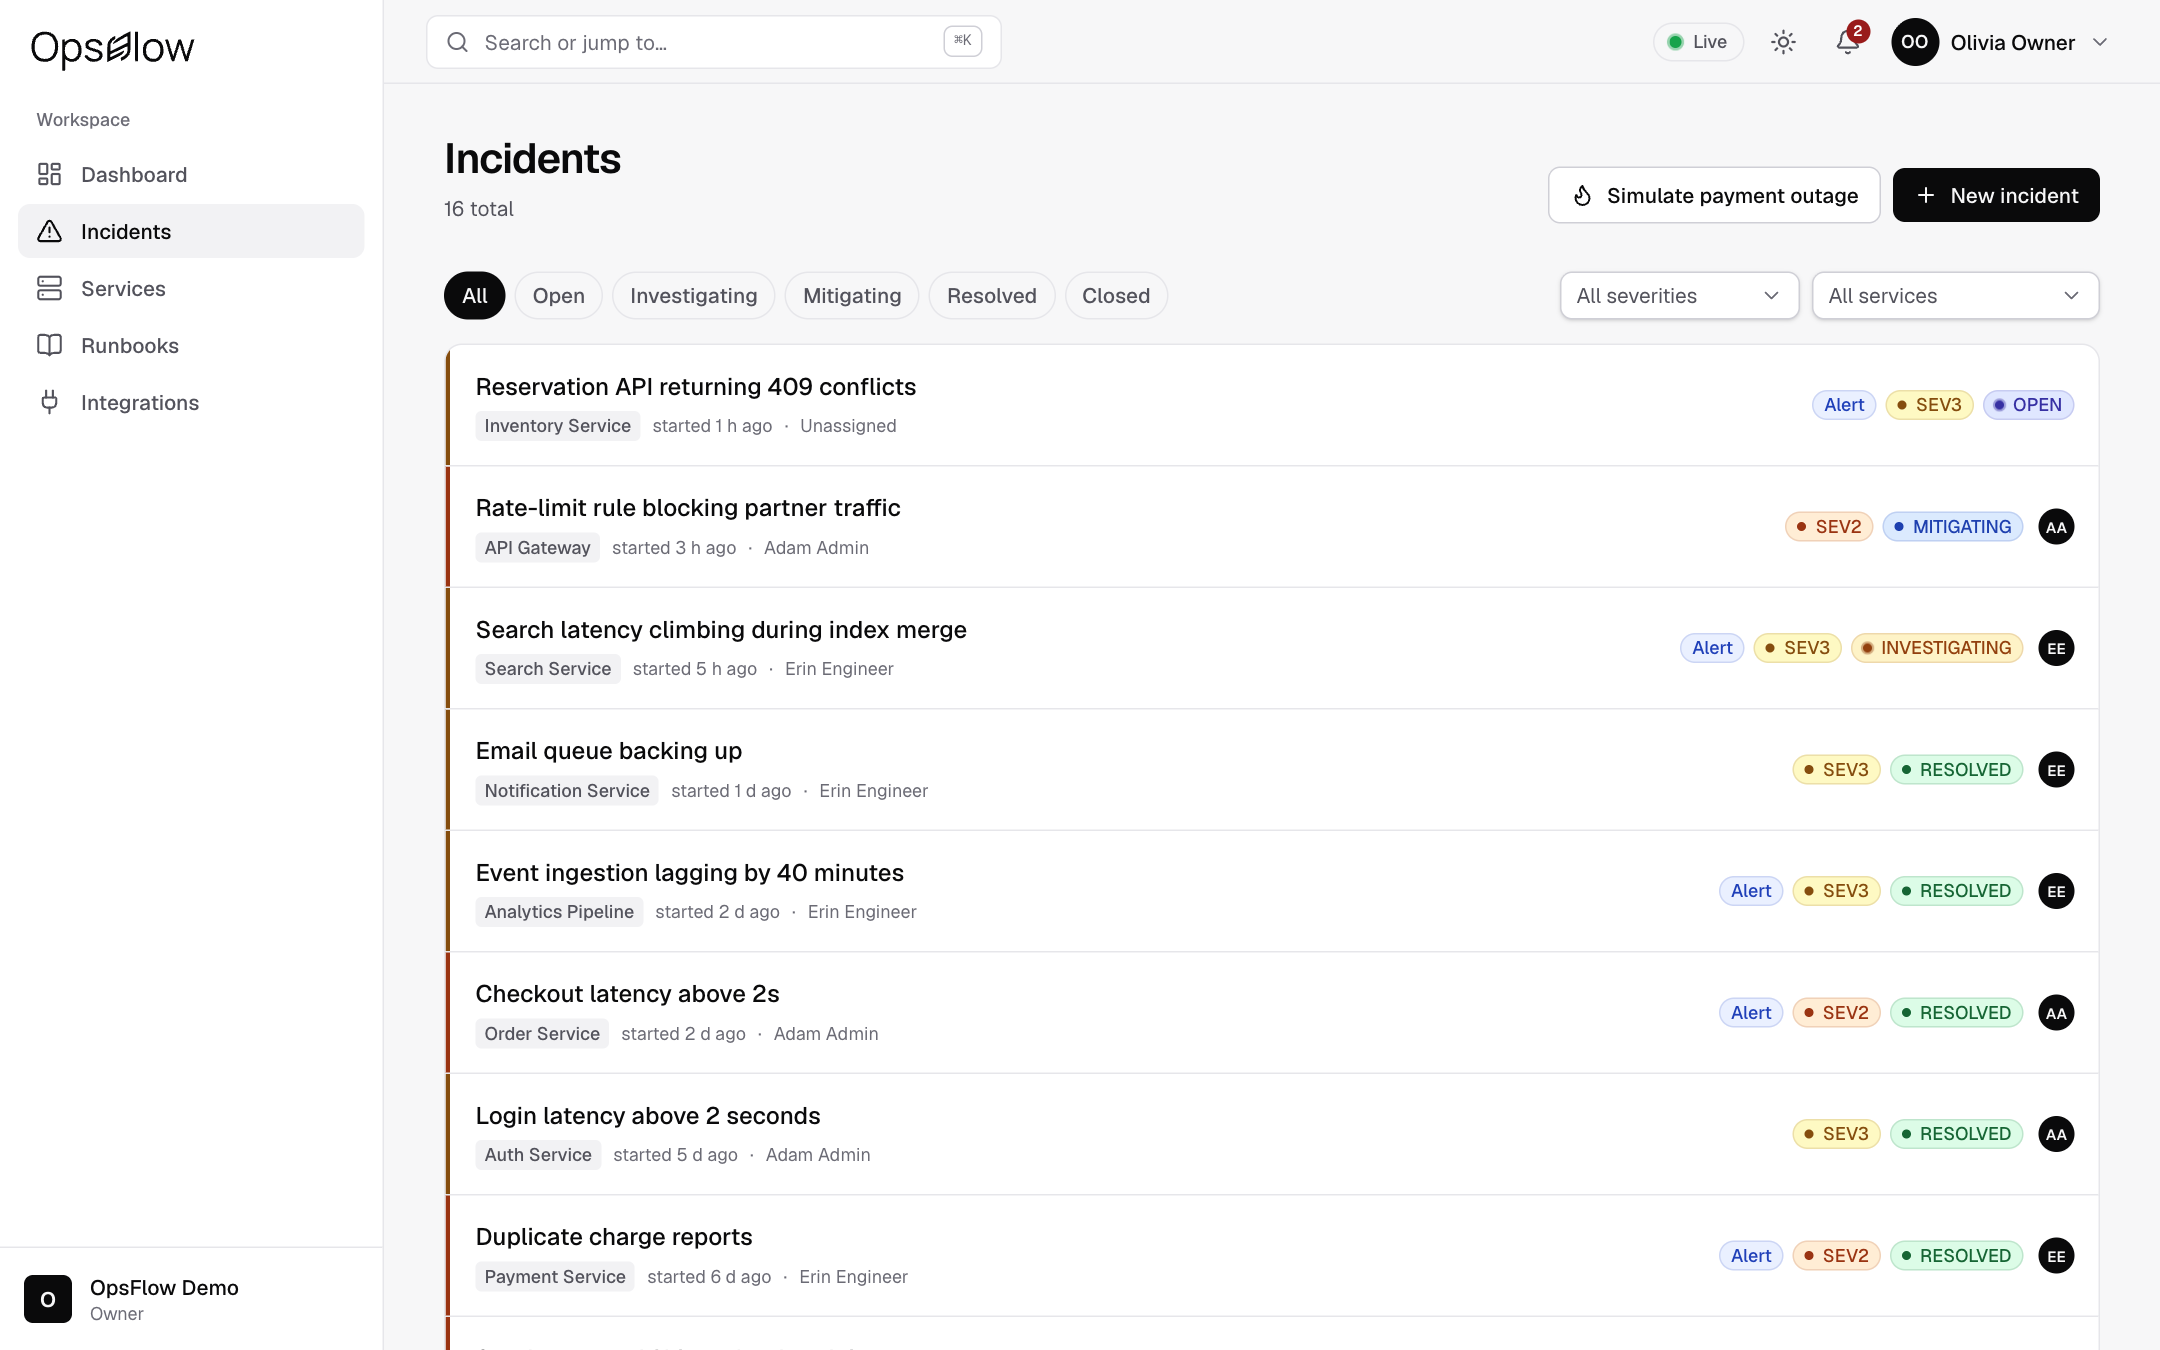 OpsFlow
Workspace
Dashboard
Incidents
Services
Runbooks
Integrations
O
OpsFlow Demo
Owner
Search or jump to...
⌘K
Live
2
OO
Olivia Owner
Incidents
16 total
Simulate payment outage
New incident
All
Open
Investigating
Mitigating
Resolved
Closed
All severities
All services
Reservation API returning 409 conflicts
Inventory Service started 1 h ago · Unassigned
Alert SEV3 OPEN
Rate-limit rule blocking partner traffic
API Gateway started 3 h ago · Adam Admin
SEV2 MITIGATING AA
Search latency climbing during index merge
Search Service started 5 h ago · Erin Engineer
Alert SEV3 INVESTIGATING EE
Email queue backing up
Notification Service started 1 d ago · Erin Engineer
SEV3 RESOLVED EE
Event ingestion lagging by 40 minutes
Analytics Pipeline started 2 d ago · Erin Engineer
Alert SEV3 RESOLVED EE
Checkout latency above 2s
Order Service started 2 d ago · Adam Admin
Alert SEV2 RESOLVED AA
Login latency above 2 seconds
Auth Service started 5 d ago · Adam Admin
SEV3 RESOLVED AA
Duplicate charge reports
Payment Service started 6 d ago · Erin Engineer
Alert SEV2 RESOLVED EE